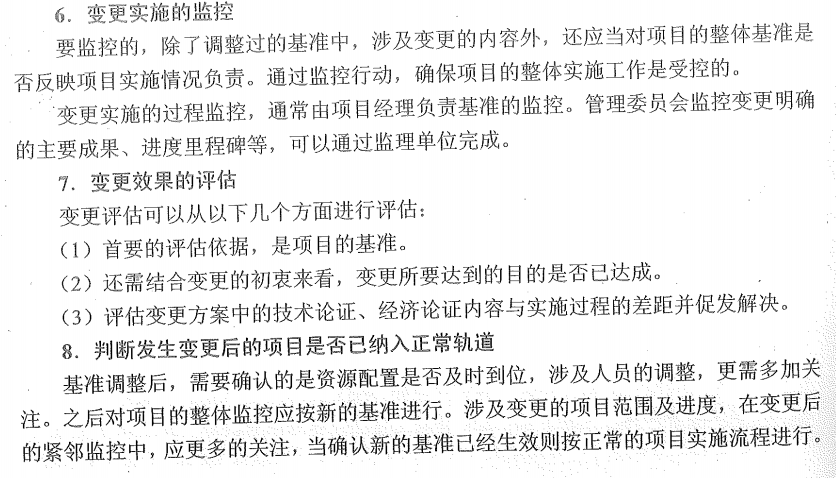 6．变更实施的监控
要监控的，除了调整过的基准中，涉及变更的内容外，还应当对项目的整体基准是
否反映项目实施情况负责。通过监控行动，确保项目的整体实施工作是受控的。
变更实施的过程监控，通常由项目经理负责基准的监控。管理委员会监控变更明确
的主要成果、进度里程碑等，可以通过监理单位完成。
7．变更效果的评估
变更评估可以从以下几个方面进行评估：
（1）首要的评估依据，是项目的基准。
（2）还需结合变更的初衷来看，变更所要达到的目的是否已达成。
（3）评估变更方案中的技术论证、经济论证内容与实施过程的差距并促发解决。
8．判断发生变更后的项目是否已纳入正常轨道
基准调整后，需要确认的是资源配置是否及时到位，涉及人员的调整，更需多加关
注。之后对项目的整体监控应按新的基准进行。涉及变更的项目范围及进度，在变更后
的紧邻监控中，应更多的关注，当确认新的基准已经生效则按正常的项目实施流程进行。